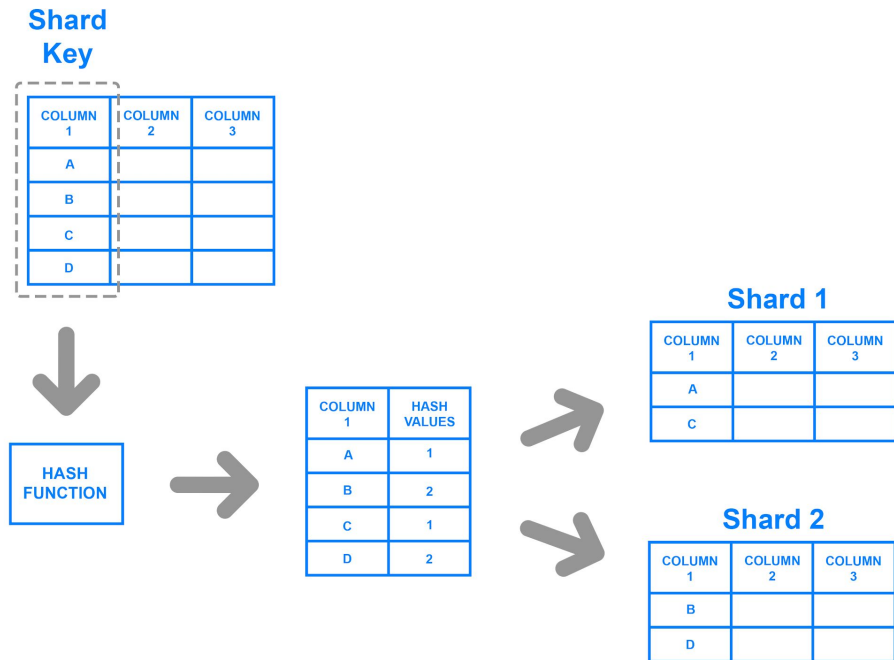 Shard
Key
COLUMN COLUMN COLUMN
1 2 3
A
B
C
D
HASH
FUNCTION
COLUMN HASH
1 VALUES
A 1
B 2
C 1
D 2
Shard 1
COLUMN COLUMN COLUMN
1 2 3
A
C
Shard 2
COLUMN COLUMN COLUMN
1 2 3
B
D